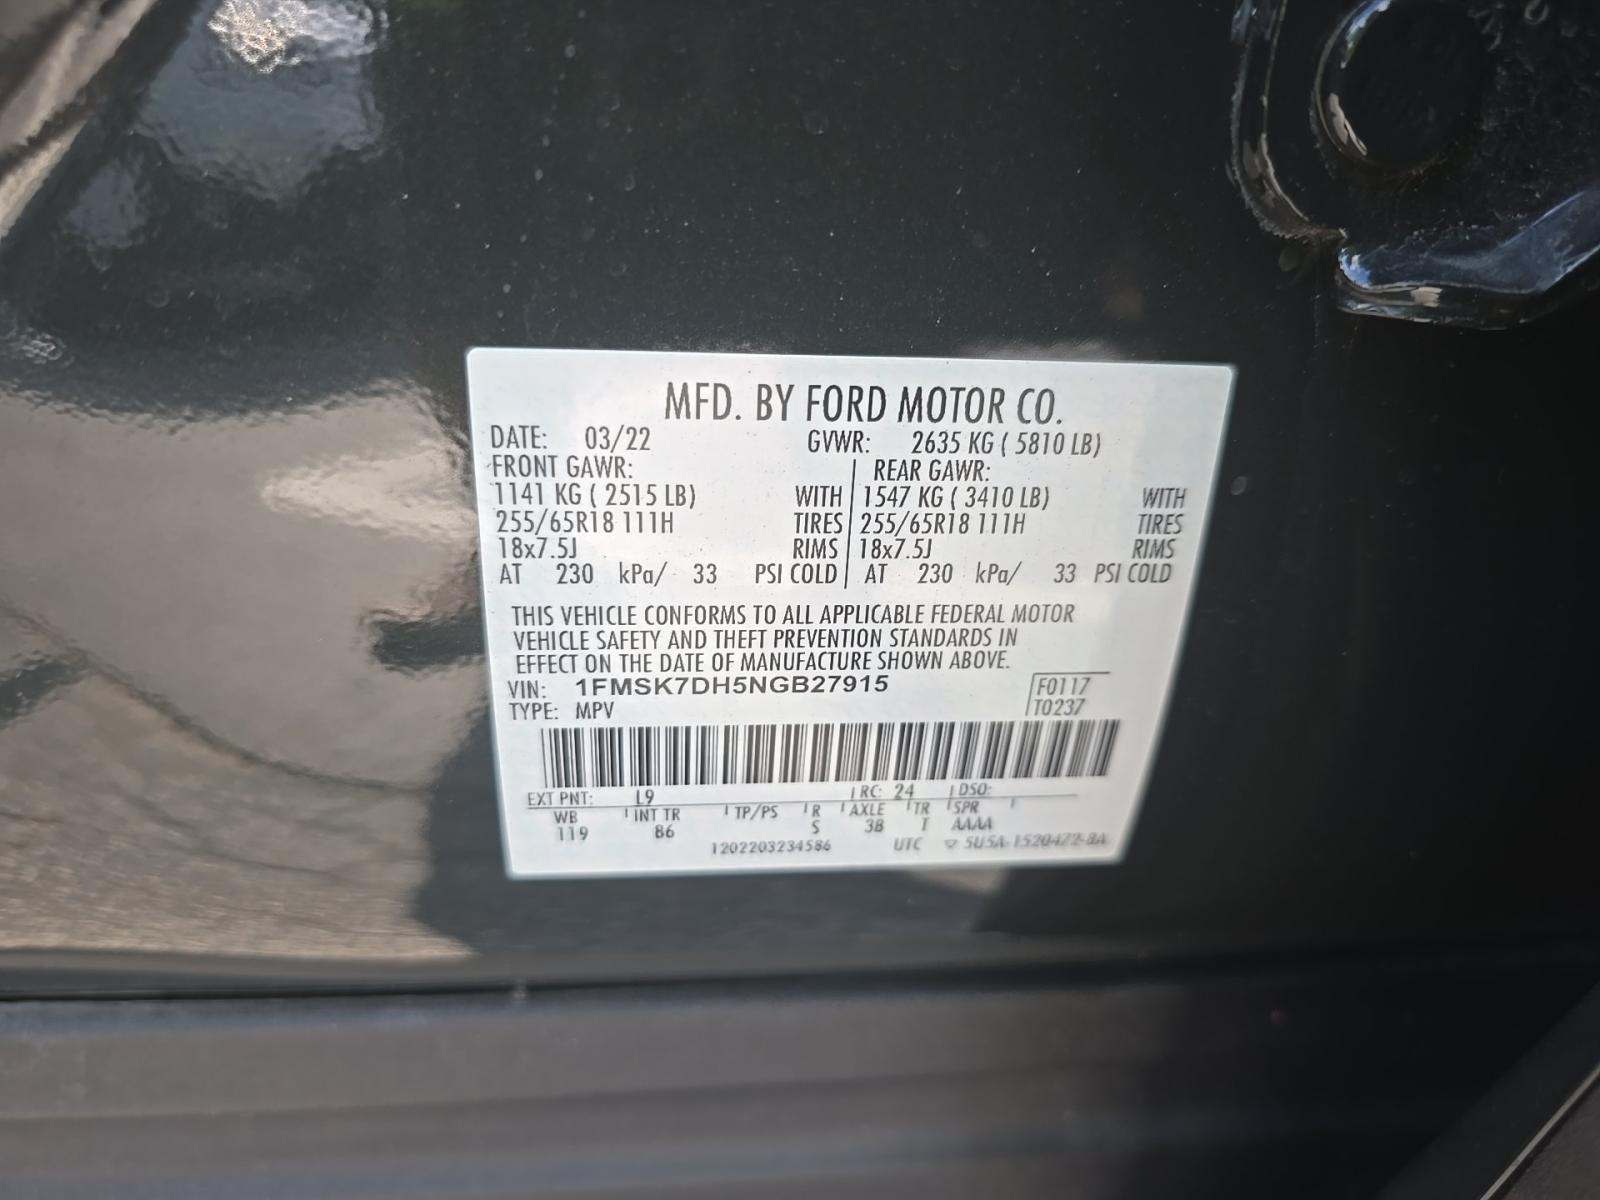 MFD. BY FORD MOTOR CO.
DATE: 03/22 GVWR: 2635 KG ( 5810 LB)
FRONT GAWR: REAR GAWR:
1141 KG ( 2515 LB) WITH 1547 KG ( 3410 LB) WITH
255/65R18 111H TIRES 255/65R18 111H TIRES
18x7.5J RIMS 18x7.5J RIMS
AT 230 kPa/ 33 PSI COLD AT 230 kPa/ 33 PSI COLD
THIS VEHICLE CONFORMS TO ALL APPLICABLE FEDERAL MOTOR
VEHICLE SAFETY AND THEFT PREVENTION STANDARDS IN
EFFECT ON THE DATE OF MANUFACTURE SHOWN ABOVE.
VIN: 1FMSK7DH5NGB27915 F0117
TYPE: MPV T0237
EXT PNT: L9 RC: 24 DSO:
WB INT TR TP/PS R AXLE TR SPR
119 86 S 3B T AAAA
1202203234586 UTC 5U5A-1520472-8A